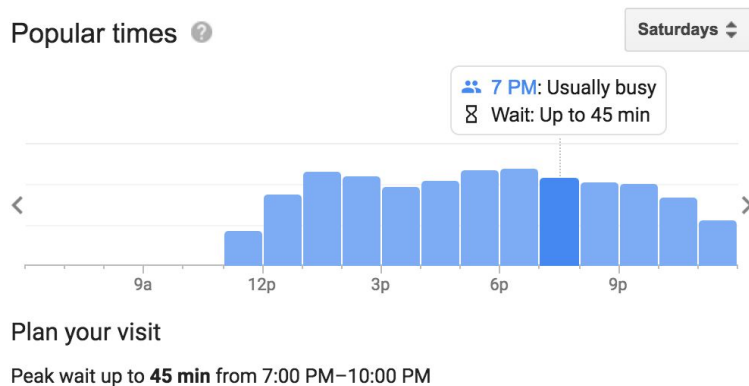 Popular times ?
Saturdays
7 PM: Usually busy
Wait: Up to 45 min
9a 12p 3p 6p 9p
Plan your visit
Peak wait up to 45 min from 7:00 PM–10:00 PM